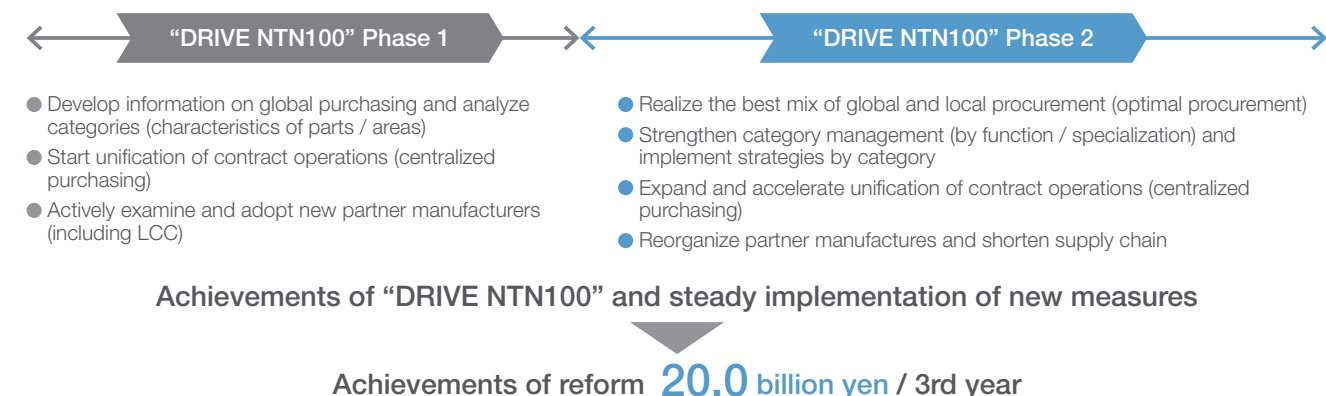 “DRIVE NTN100” Phase 1
“DRIVE NTN100” Phase 2
● Develop information on global purchasing and analyze
categories (characteristics of parts / areas)
● Start unification of contract operations (centralized
purchasing)
● Actively examine and adopt new partner manufacturers
(including LCC)
● Realize the best mix of global and local procurement (optimal procurement)
● Strengthen category management (by function / specialization) and
implement strategies by category
● Expand and accelerate unification of contract operations (centralized
purchasing)
● Reorganize partner manufactures and shorten supply chain
Achievements of “DRIVE NTN100” and steady implementation of new measures
Achievements of reform 20.0 billion yen / 3rd year